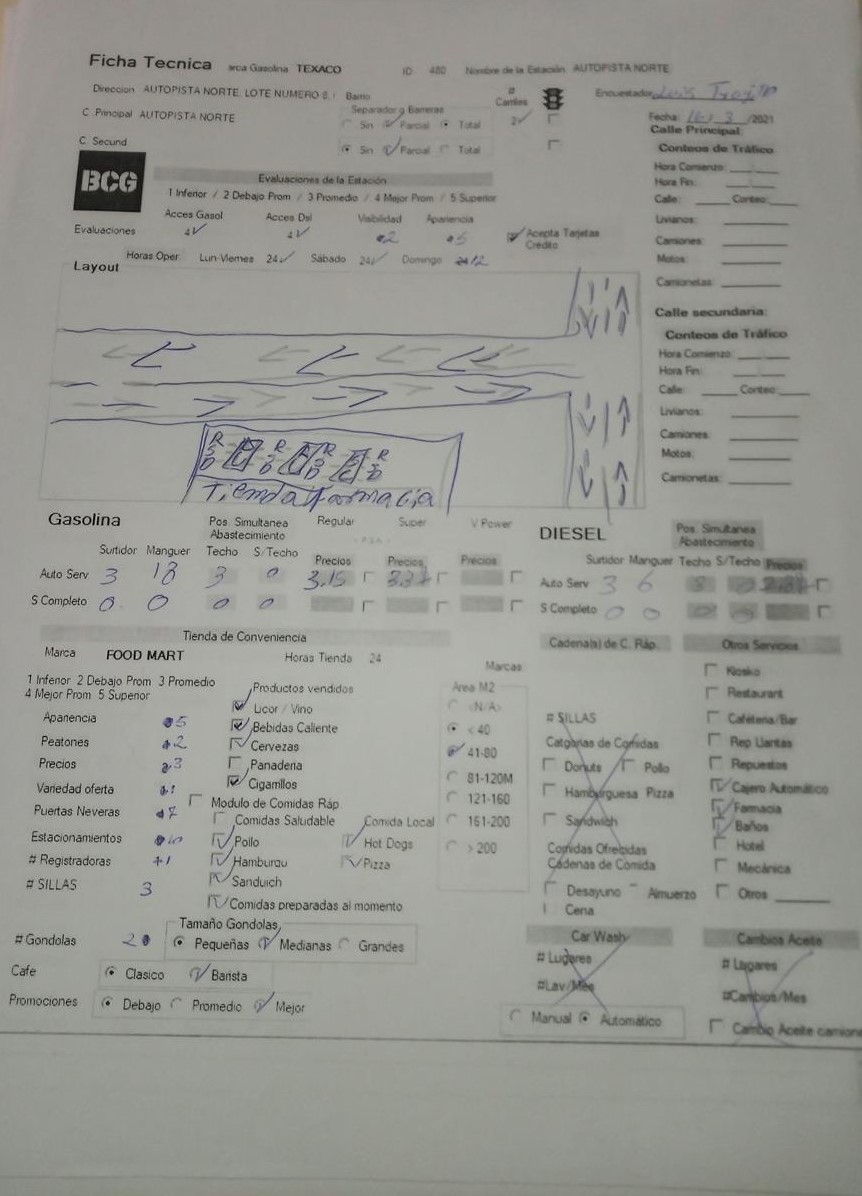 Ficha Tecnica arca Gasolina TEXACO ID 480 Nombre de la Estación AUTOPISTA NORTE
Direccion AUTOPISTA NORTE, LOTE NUMERO 8, Barrio # Carriles Encuestador Luis
C Principal AUTOPISTA NORTE Separador o Barreras Fecha: 16/3/2021
Sin Parcial Total 2
Calle Principal:
C. Secund Sin Parcial Total
Conteos de Tráfico
BCG
Evaluaciones de la Estación
Hora Comienzo:
Hora Fin:
1 Inferior / 2 Debajo Prom / 3 Promedio / 4 Mejor Prom / 5 Superior
Calle: Conteo:
Acces Gasol Acces Dsl Visibilidad Apariencia
Livianos:
Evaluaciones 4 4 2 5 Acepta Tarjetas Crédito
Camiones:
Horas Oper Lun-Viernes 24 Sábado 24 Domingo
Motos:
Layout
Camionetas:
Calle secundaria:
Conteos de Tráfico
Hora Comienzo:
Hora Fin:
Calle: Conteo:
Livianos:
Camiones:
Motos:
Camionetas:
R S D R D R S D R D
Tienda farmacia
Gasolina Pos. Simultanea Abastecimiento Regular Super V Power DIESEL Pos. Simultanea Abastecimiento
Surtidor Manguer Techo S/Techo Precios Precios Precios Surtidor Manguer Techo S/Techo Precios
Auto Serv 3 18 3 0 3.15 Auto Serv 3 6
S Completo 0 0 0 0 S Completo 0 0
Tienda de Conveniencia Cadena(s) de C. Ráp. Otros Servicios
Marca FOOD MART Horas Tienda 24 Marcas
Kiosko
1 Inferior 2 Debajo Prom 3 Promedio
4 Mejor Prom 5 Superior
Productos vendidos Area M2
Restaurant
Licor / Vino <N/A>
Apariencia 5 Bebidas Caliente < 40 # SILLAS Cafeteria/Bar
Peatones 2 Cervezas 41-80 Catgorias de Comidas Rep Llantas
Precios 3 Panaderia 81-120M Donuts Pollo Repuestos
Variedad oferta 1 Cigarrillos 121-160 Hamburguesa Pizza Cajero Automático
Modulo de Comidas Ráp Farmacia
Puertas Neveras 7 Comidas Saludable Comida Local 161-200 Sandwich Baños
Estacionamientos 10 Pollo Hot Dogs > 200 Comidas Ofrecidas Hotel
# Registradoras 1 Hamburgu Pizza Cadenas de Comida Mecánica
# SILLAS 3 Sanduich Desayuno Almuerzo Otros
Comidas preparadas al momento Cena
Tamaño Gondolas
# Gondolas 2 Pequeñas Medianas Grandes Car Wash Cambios Aceite
# Lugares # Lugares
Cafe Clasico Barista
#Lav/Mes #Cambios/Mes
Promociones Debajo Promedio Mejor
Manual Automático Cambio Aceite camione